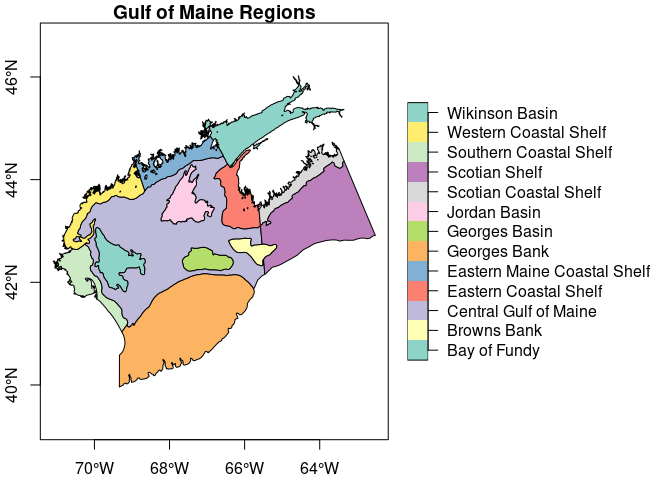 Gulf of Maine Regions
46°N
44°N
42°N
40°N
70°W
68°W
66°W
64°W
Wikinson Basin
Western Coastal Shelf
Southern Coastal Shelf
Scotian Shelf
Scotian Coastal Shelf
Jordan Basin
Georges Basin
Georges Bank
Eastern Maine Coastal Shelf
Eastern Coastal Shelf
Central Gulf of Maine
Browns Bank
Bay of Fundy